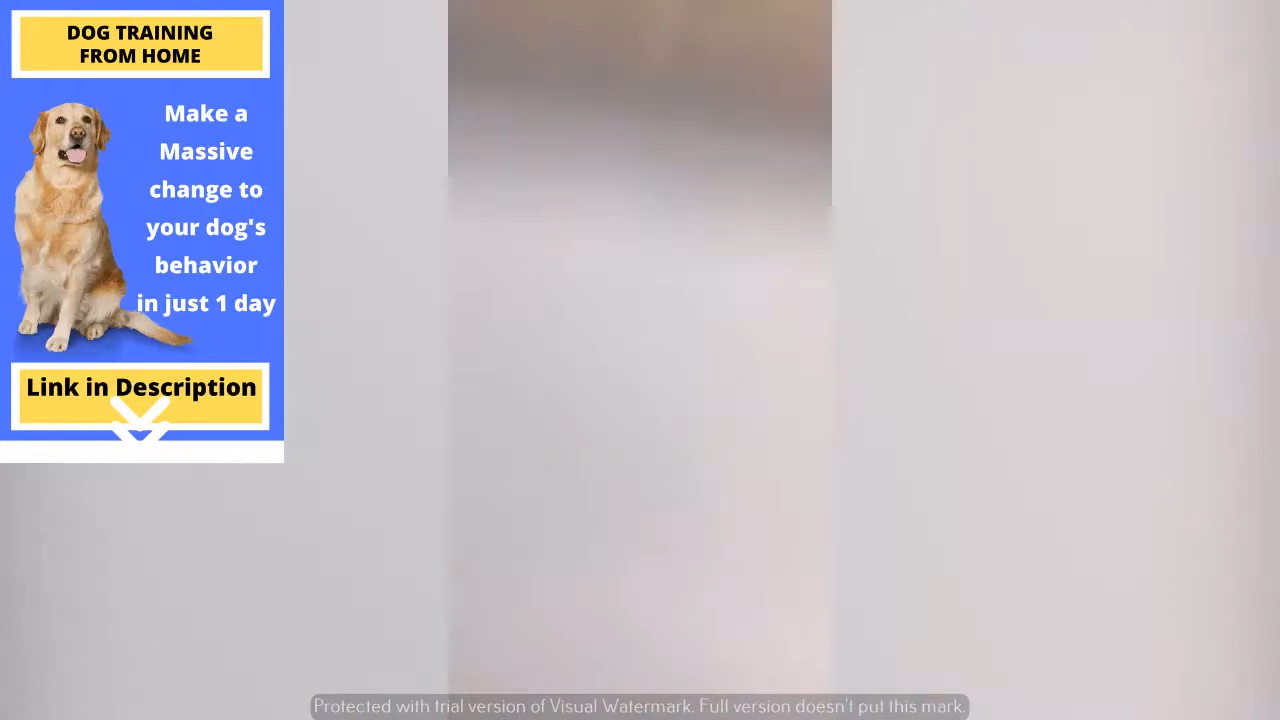 DOG TRAINING
FROM HOME
Make a
Massive
change to
your dog's
behavior
in just 1 day
Link in Description
Protected with trial version of Visual Watermark. Full version doesn't put this mark.